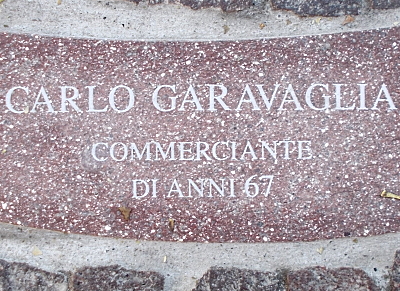 CARLO GARAVAGLIA
COMMERCIANTE
DI ANNI 67